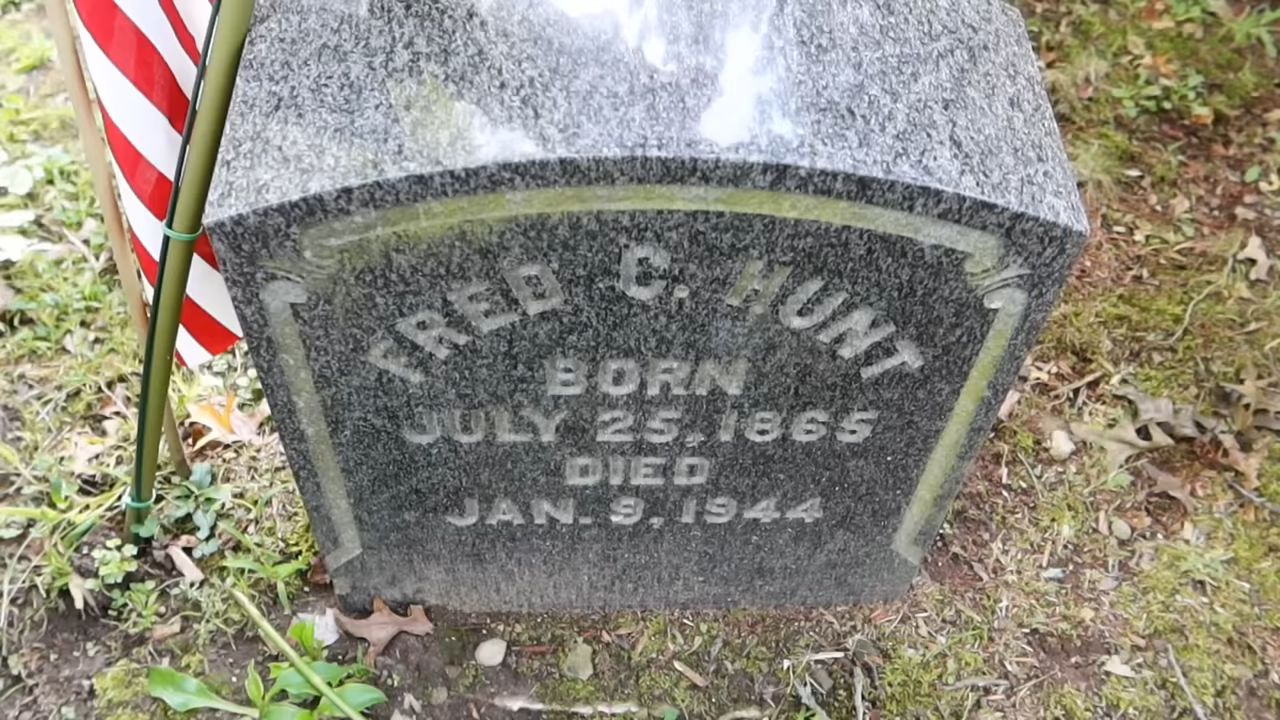 FRED C. HUNT
BORN
JULY 25, 1865
DIED
JAN. 9, 1944